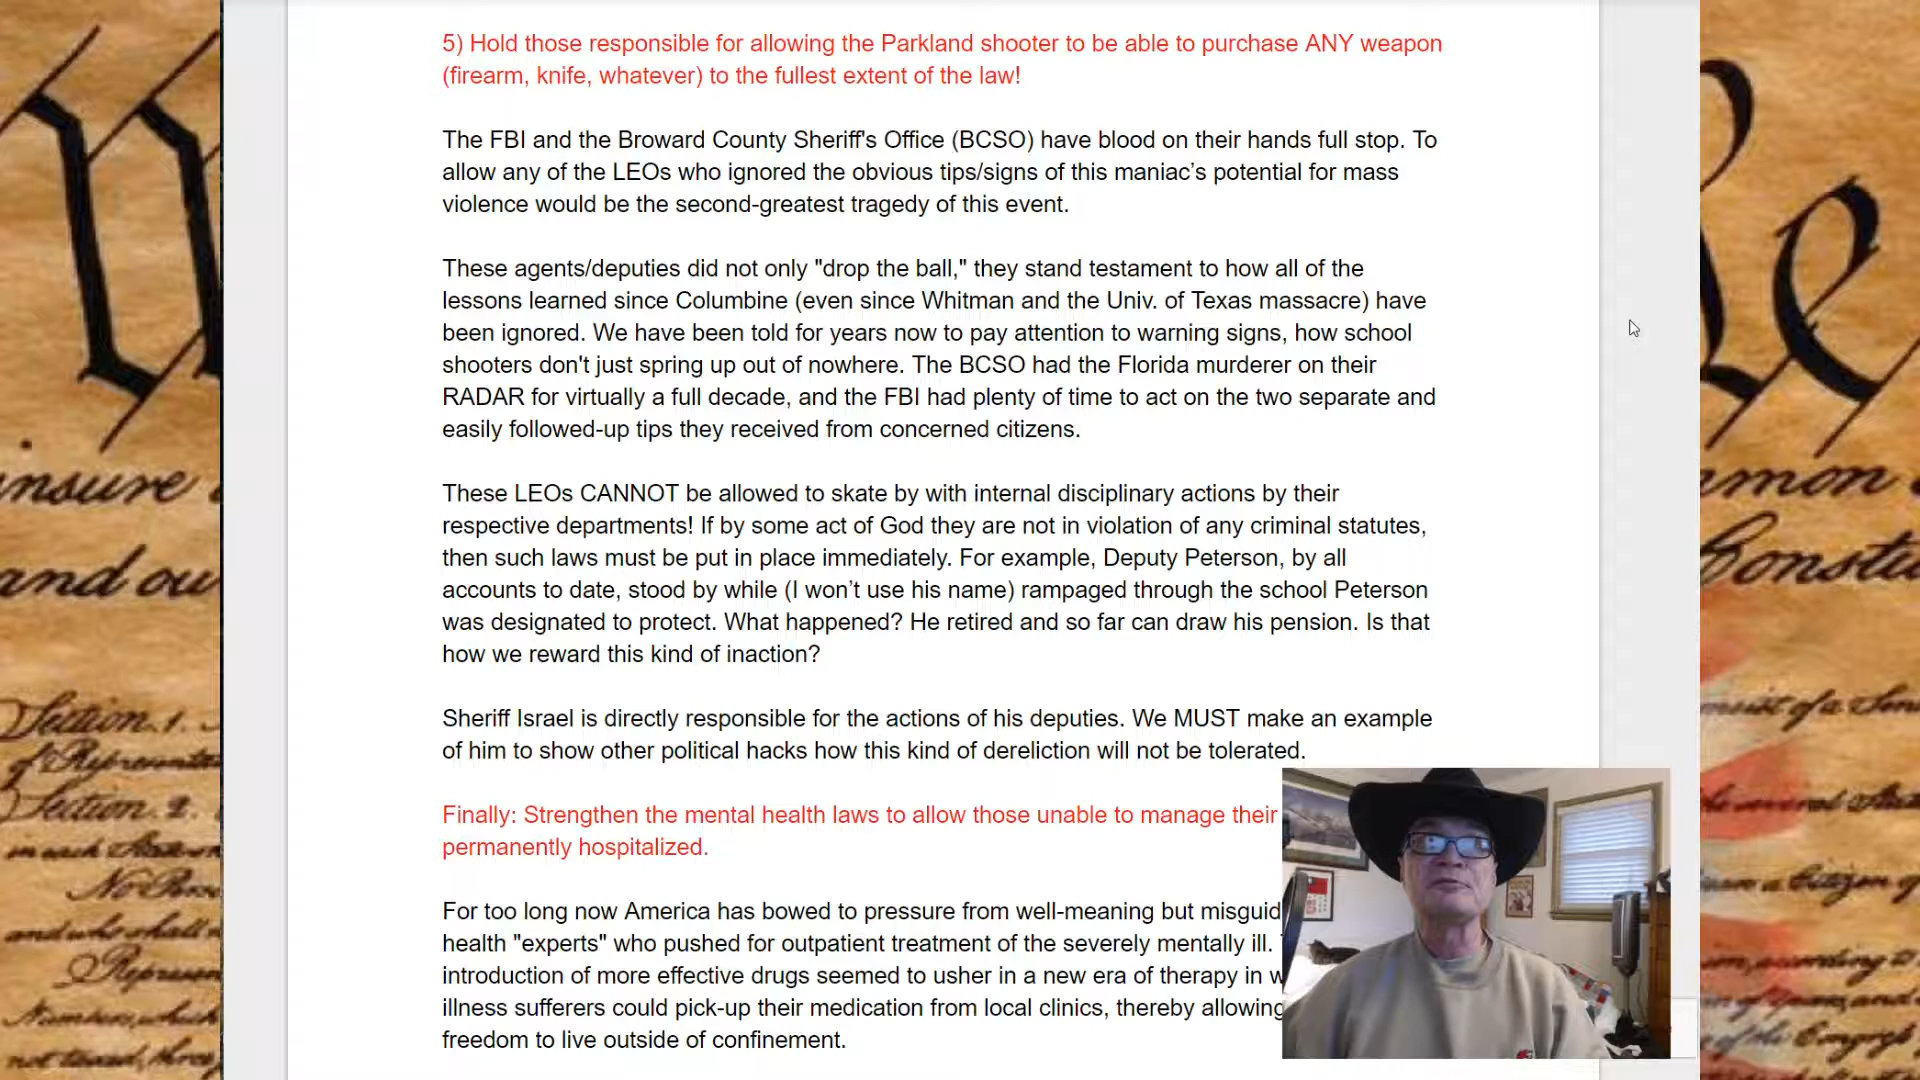 5) Hold those responsible for allowing the Parkland shooter to be able to purchase ANY weapon
(firearm, knife, whatever) to the fullest extent of the law!
The FBI and the Broward County Sheriff's Office (BCSO) have blood on their hands full stop. To
allow any of the LEOs who ignored the obvious tips/signs of this maniac’s potential for mass
violence would be the second-greatest tragedy of this event.
These agents/deputies did not only "drop the ball," they stand testament to how all of the
lessons learned since Columbine (even since Whitman and the Univ. of Texas massacre) have
been ignored. We have been told for years now to pay attention to warning signs, how school
shooters don't just spring up out of nowhere. The BCSO had the Florida murderer on their
RADAR for virtually a full decade, and the FBI had plenty of time to act on the two separate and
easily followed-up tips they received from concerned citizens.
These LEOs CANNOT be allowed to skate by with internal disciplinary actions by their
respective departments! If by some act of God they are not in violation of any criminal statutes,
then such laws must be put in place immediately. For example, Deputy Peterson, by all
accounts to date, stood by while (I won’t use his name) rampaged through the school Peterson
was designated to protect. What happened? He retired and so far can draw his pension. Is that
how we reward this kind of inaction?
Sheriff Israel is directly responsible for the actions of his deputies. We MUST make an example
of him to show other political hacks how this kind of dereliction will not be tolerated.
Finally: Strengthen the mental health laws to allow those unable to manage their
permanently hospitalized.
For too long now America has bowed to pressure from well-meaning but misguid
health "experts" who pushed for outpatient treatment of the severely mentally ill.
introduction of more effective drugs seemed to usher in a new era of therapy in w
illness sufferers could pick-up their medication from local clinics, thereby allowing
freedom to live outside of confinement.
insure
and ou
Section. 1.
Section 2.
We
mmon
Constit